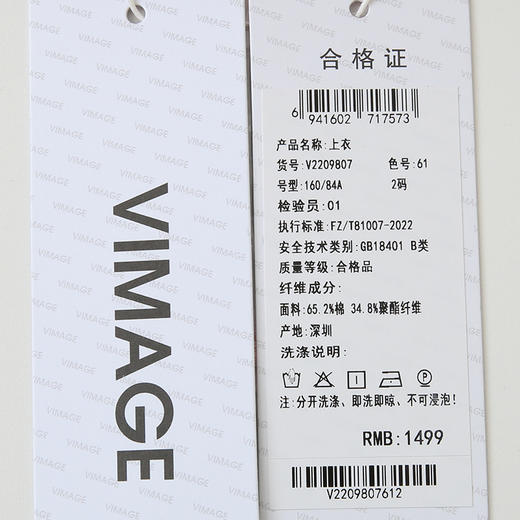 VIMAGE
合格证
6 941602 717573
产品名称:上衣
货号:V2209807 色号:61
号型:160/84A 2码
检验员:01
执行标准:FZ/T81007-2022
安全技术类别:GB18401 B类
质量等级:合格品
纤维成分:
面料:65.2%棉 34.8%聚酯纤维
产地:深圳
洗涤说明:
注:分开洗涤、即洗即晾、不可浸泡!
RMB:1499
V2209807612